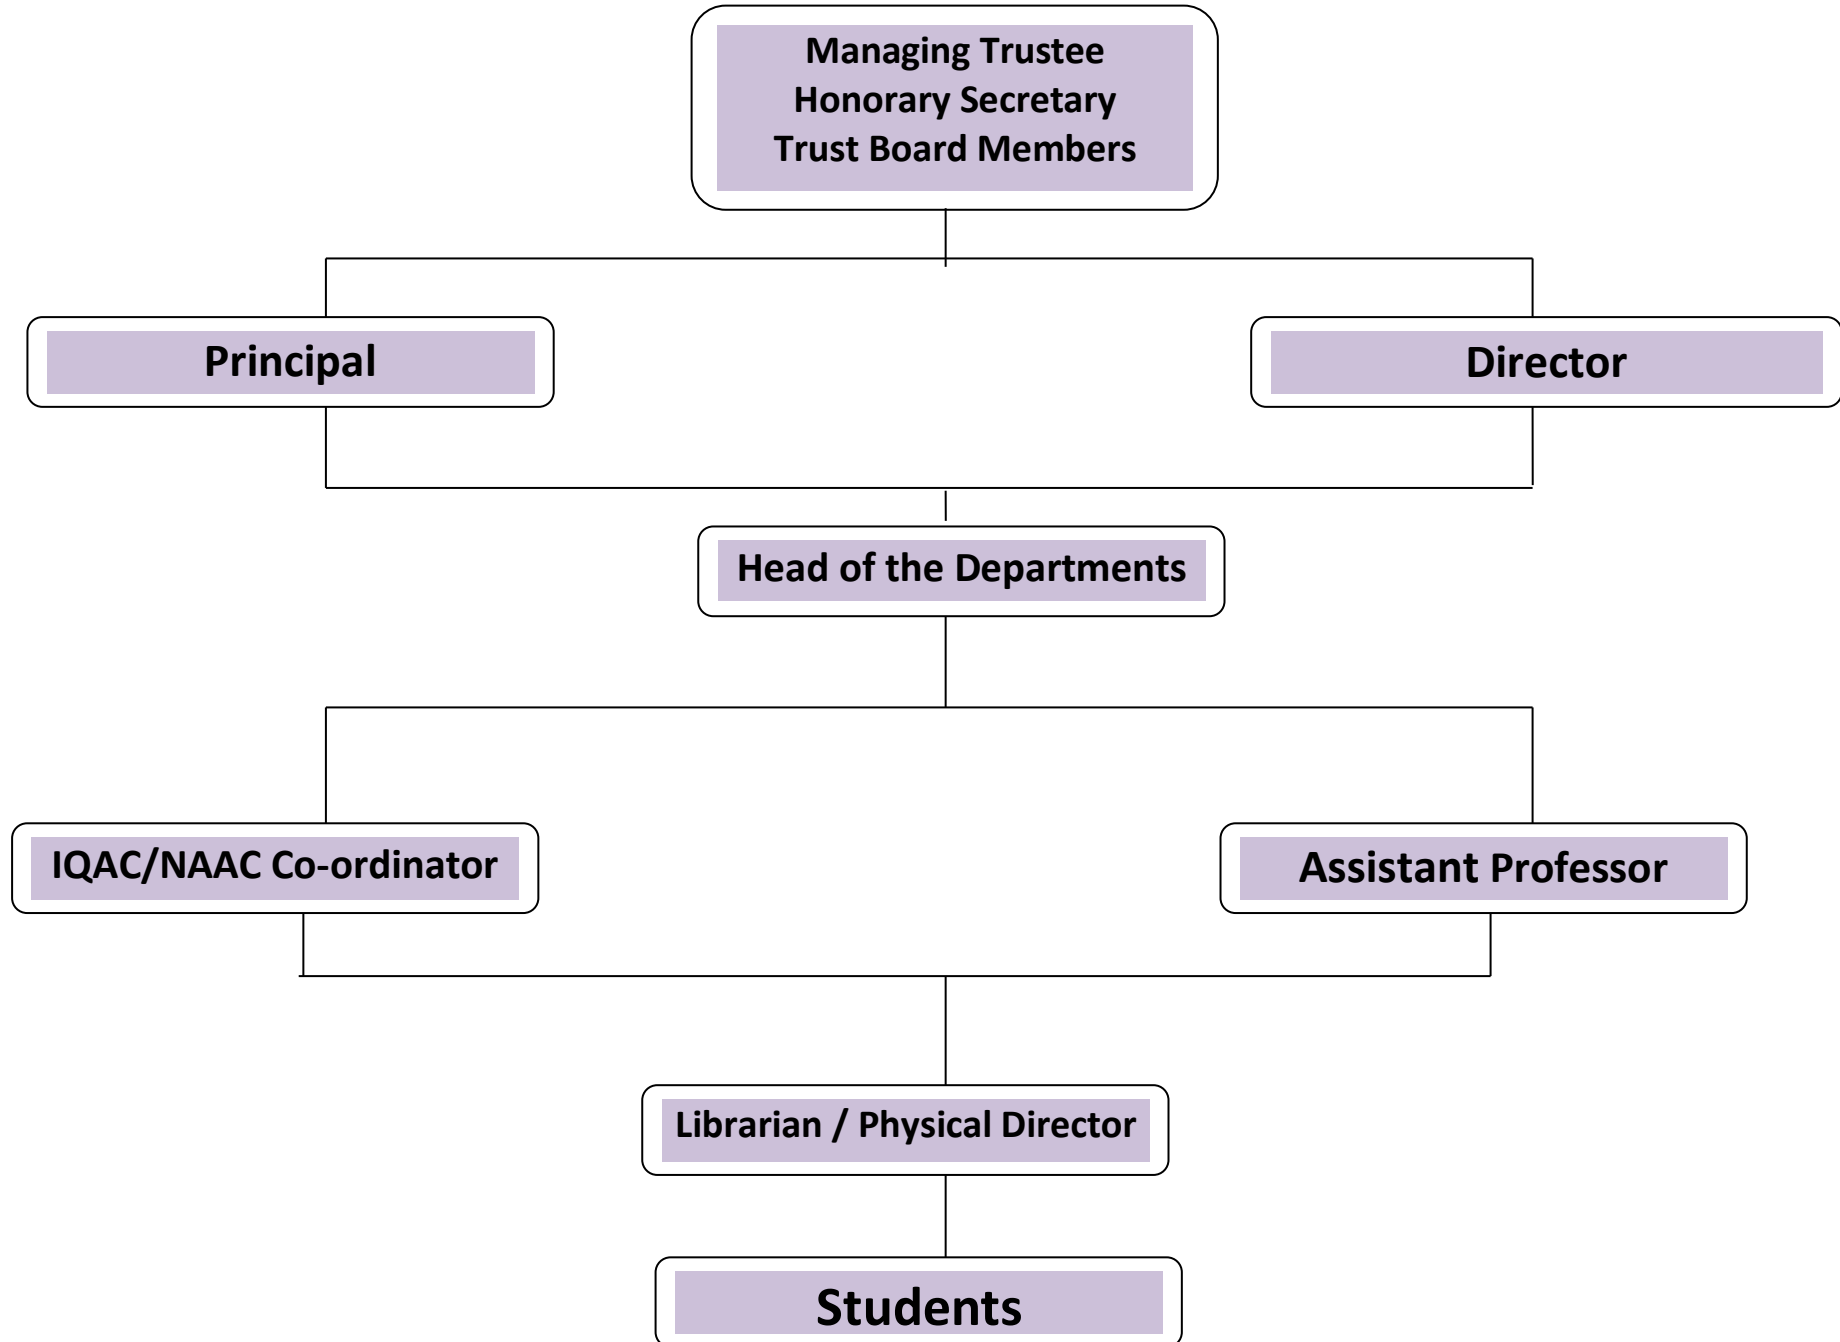 Managing Trustee
Honorary Secretary
Trust Board Members
Principal
Director
Head of the Departments
IQAC/NAAC Co-ordinator
Assistant Professor
Librarian / Physical Director
Students